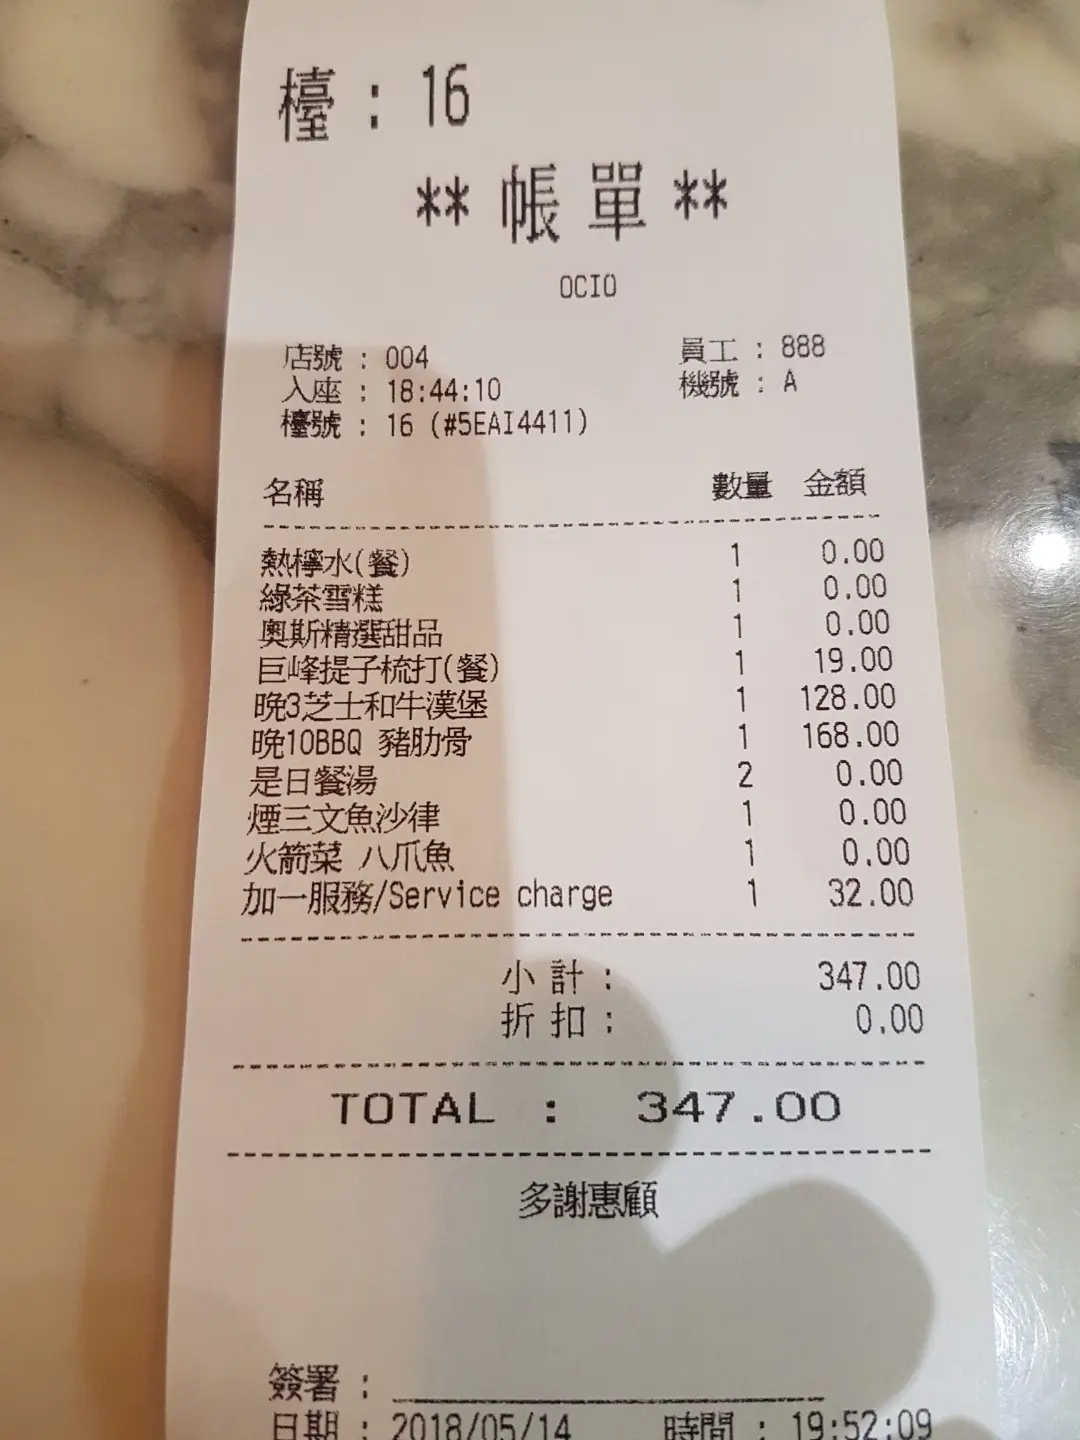 檯 : 16
** 帳 單 **
OCIO
店號 : 004 員工 : 888
入座 : 18:44:10 機號 : A
檯號 : 16 (#5EAI4411)
名稱 數量 金額
熱檸水(餐) 1 0.00
綠茶雪糕 1 0.00
奧斯精選甜品 1 0.00
巨峰提子梳打(餐) 1 19.00
晚3芝士和牛漢堡 1 128.00
晚10BBQ 豬肋骨 1 168.00
是日餐湯 2 0.00
煙三文魚沙律 1 0.00
火箭菜 八爪魚 1 0.00
加一服務/Service charge 1 32.00
小 計 : 347.00
折 扣 : 0.00
TOTAL : 347.00
多謝惠顧
簽署 :
日期 : 2018/05/14 時間 : 19:52:09